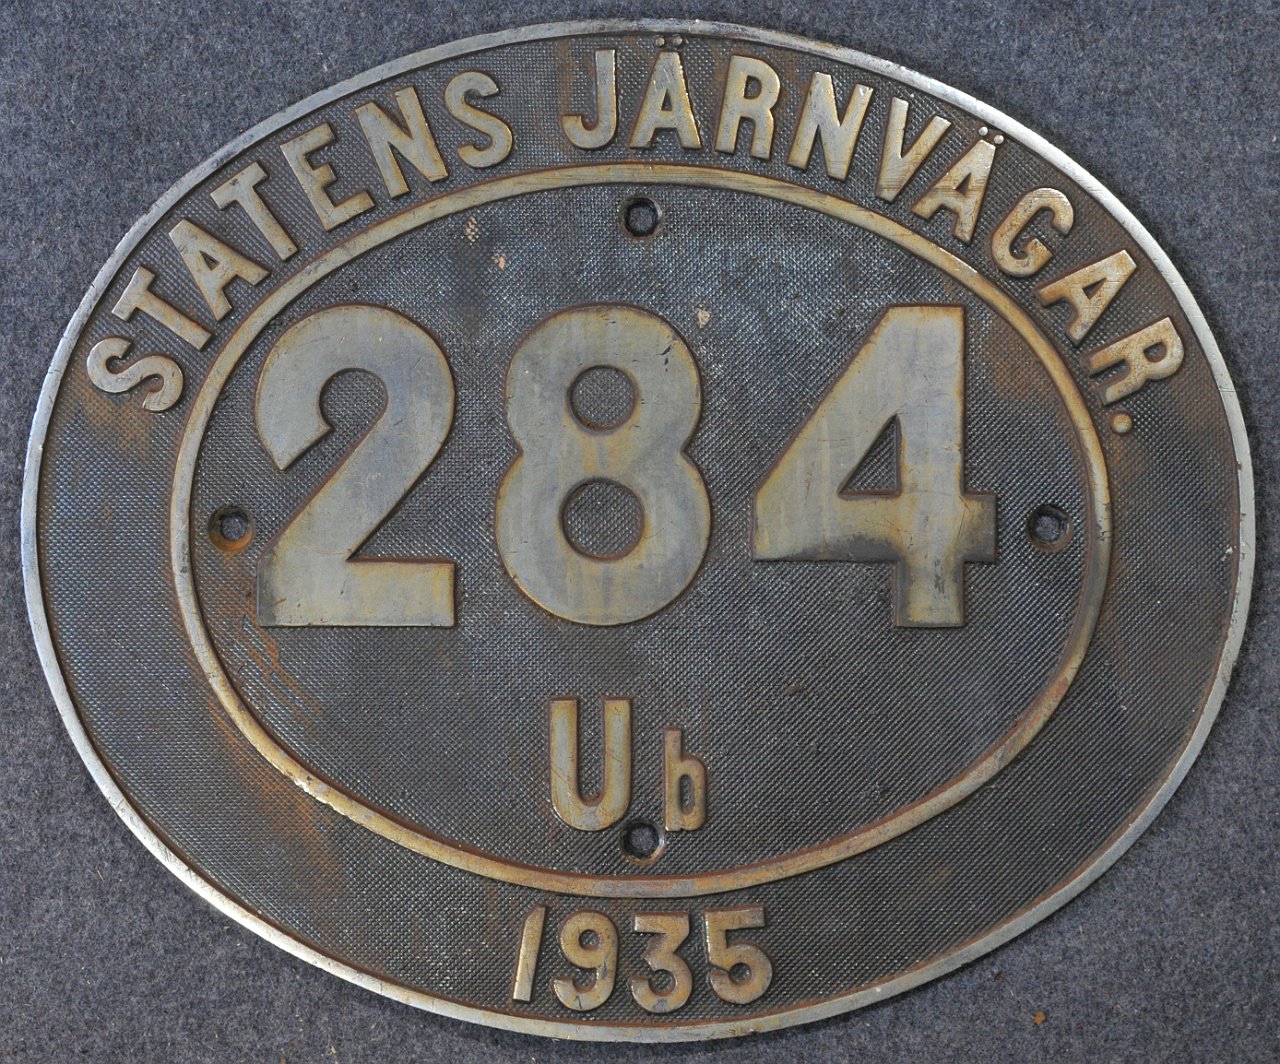 STATENS JÄRNVÄGAR.
284
Ub
1935